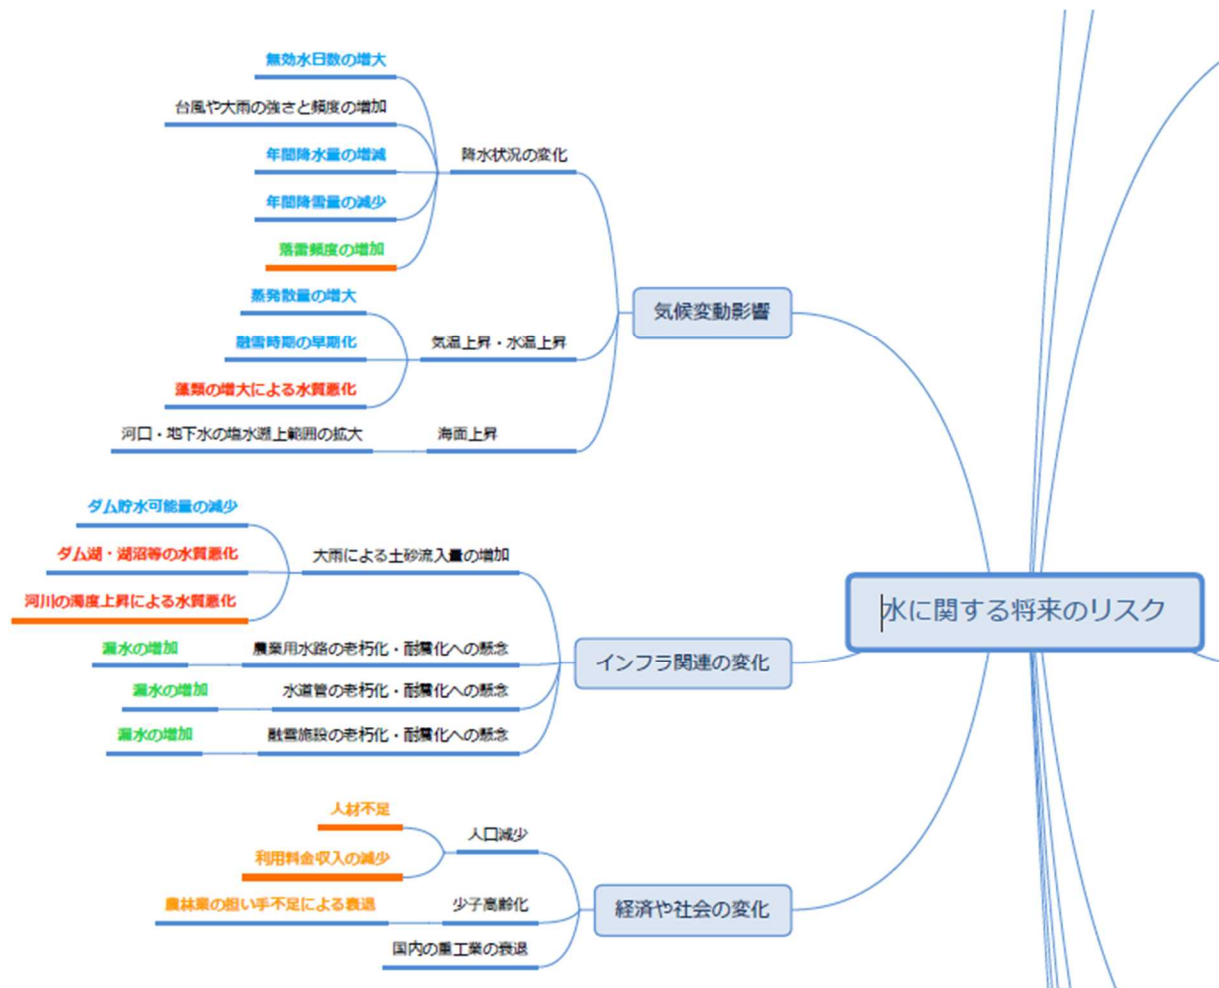 無効水日数の増大
台風や大雨の強さと頻度の増加
年間降水量の増減
降水状況の変化
年間降雪量の減少
落雷頻度の増加
蒸発散量の増大
気候変動影響
融雪時期の早期化
気温上昇・水温上昇
藻類の増大による水質悪化
河口・地下水の塩水遡上範囲の拡大
海面上昇
ダム貯水可能量の減少
ダム湖・湖沼等の水質悪化
大雨による土砂流入量の増加
河川の濁度上昇による水質悪化
水に関する将来のリスク
漏水の増加
農業用水路の老朽化・耐震化への懸念
インフラ関連の変化
漏水の増加
水道管の老朽化・耐震化への懸念
漏水の増加
融雪施設の老朽化・耐震化への懸念
人材不足
人口減少
利用料金収入の減少
農林業の担い手不足による衰退
少子高齢化
経済や社会の変化
国内の重工業の衰退